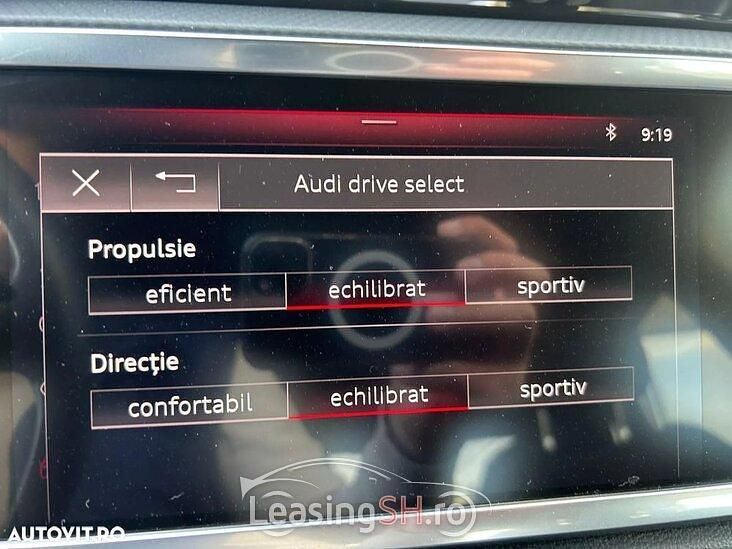 9:19
Audi drive select
Propulsie
eficient echilibrat sportiv
Direcție
confortabil echilibrat sportiv
LeasingSH.ro
AUTOVIT.RO